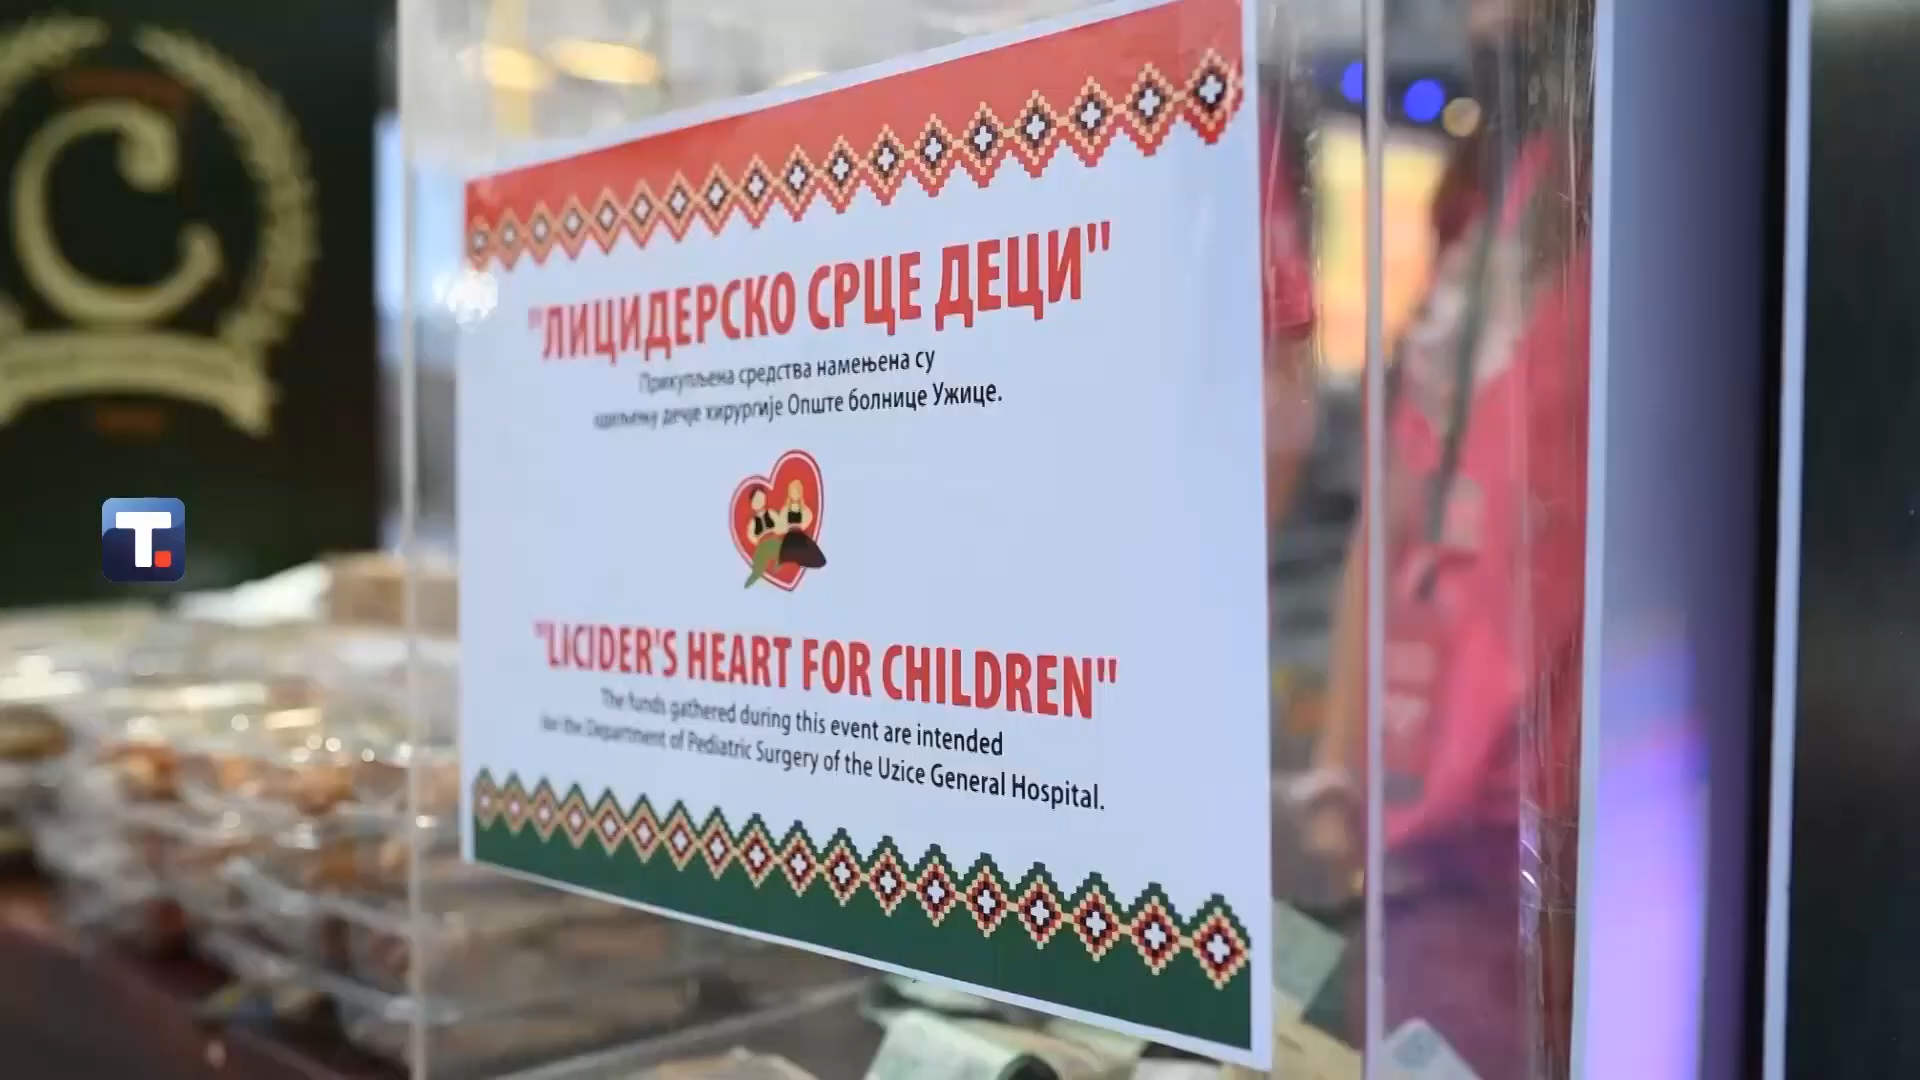 C
T.
"ЛИЦИДЕРСКО СРЦЕ ДЕЦИ"
Прикупљена средства намењена су
одељењу дечје хирургије Опште болнице Ужице.
"LICIDER'S HEART FOR CHILDREN"
The funds gathered during this event are intended
for the Department of Pediatric Surgery of the Uzice General Hospital.